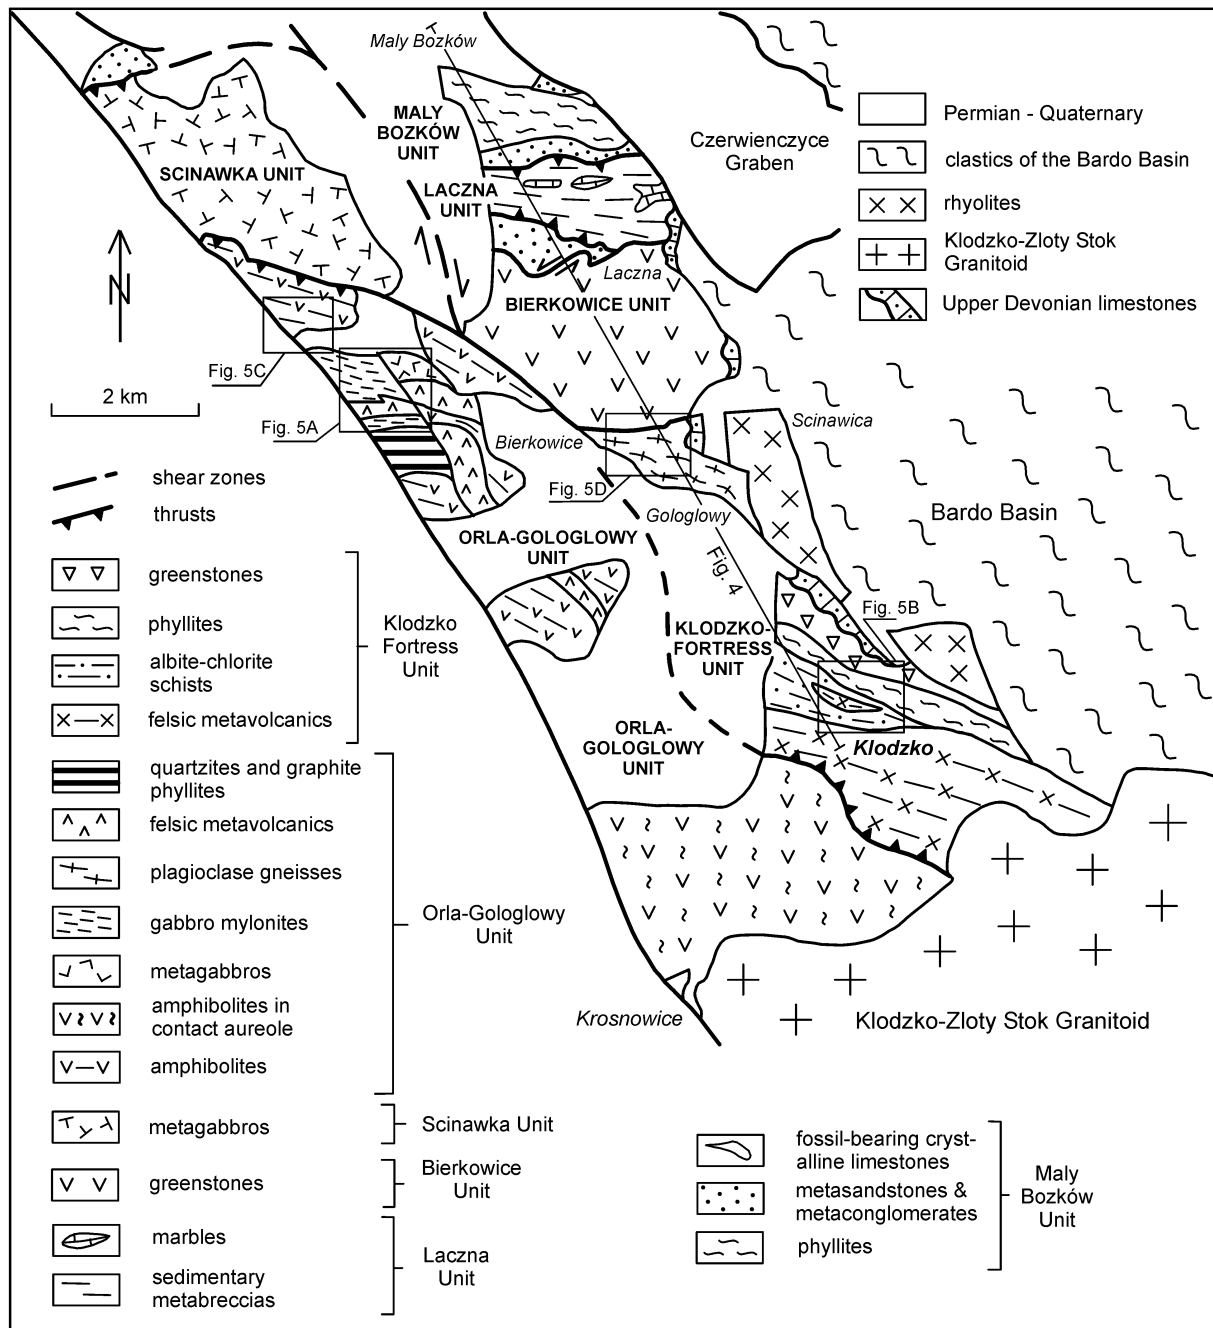 Maly Bozków
MALY
BOZKÓW
UNIT
Czerwienczyce
Graben
SCINAWKA UNIT
LACZNA
UNIT
Laczna
BIERKOWICE UNIT
N
2 km
Fig. 5C
Fig. 5A
Bierkowice
Fig. 5D
Scinawica
Gologlowy
Bardo Basin
ORLA-GOLOGLOWY
UNIT
Fig. 4
Fig. 5B
KLODZKO-
FORTRESS
UNIT
ORLA-
GOLOGLOWY
UNIT
Klodzko
Krosnowice
Klodzko-Zloty Stok Granitoid
Permian - Quaternary
clastics of the Bardo Basin
rhyolites
Klodzko-Zloty Stok
Granitoid
Upper Devonian limestones
shear zones
thrusts
greenstones
phyllites
albite-chlorite
schists
felsic metavolcanics
Klodzko
Fortress
Unit
quartzites and graphite
phyllites
felsic metavolcanics
plagioclase gneisses
gabbro mylonites
metagabbros
amphibolites in
contact aureole
amphibolites
Orla-Gologlowy
Unit
metagabbros
Scinawka Unit
greenstones
Bierkowice
Unit
marbles
sedimentary
metabreccias
Laczna
Unit
fossil-bearing cryst-
alline limestones
metasandstones &
metaconglomerates
phyllites
Maly
Bozków
Unit